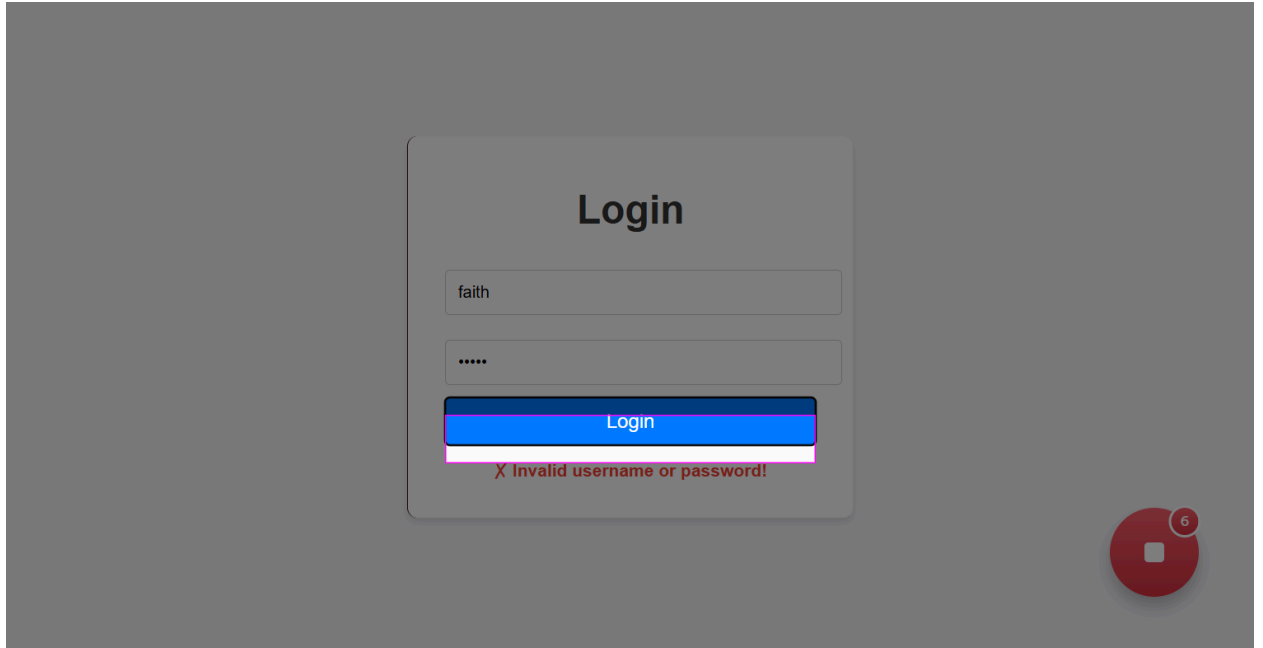 Login
faith
•••••
Login
✗ Invalid username or password!
6